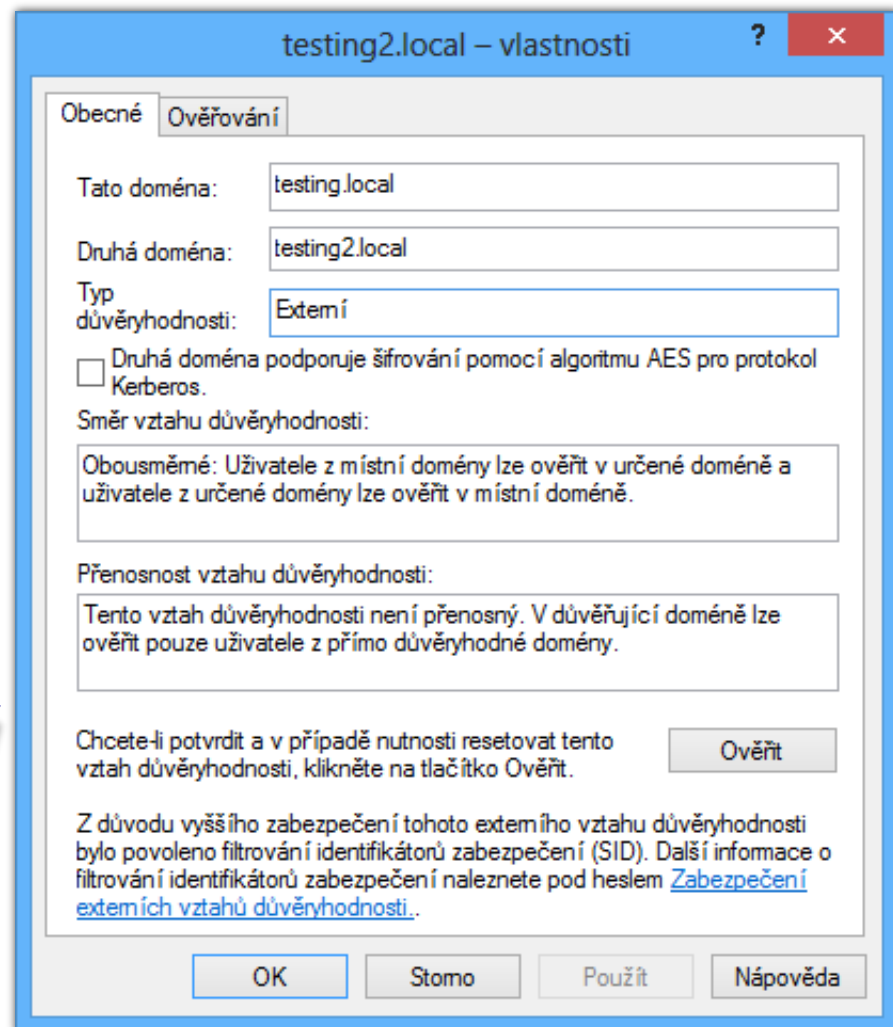 testing2.local – vlastnosti
?
×
Obecné
Ověřování
Tato doména:
testing.local
Druhá doména:
testing2.local
Typ
důvěryhodnosti:
Externí
Druhá doména podporuje šifrování pomocí algoritmu AES pro protokol
Kerberos.
Směr vztahu důvěryhodnosti:
Obousměrné: Uživatele z místní domény lze ověřit v určené doméně a
uživatele z určené domény lze ověřit v místní doméně.
Přenosnost vztahu důvěryhodnosti:
Tento vztah důvěryhodnosti není přenosný. V důvěřující doméně lze
ověřit pouze uživatele z přímo důvěryhodné domény.
Chcete-li potvrdit a v případě nutnosti resetovat tento
vztah důvěryhodnosti, klikněte na tlačítko Ověřit.
Ověřit
Z důvodu vyššího zabezpečení tohoto externího vztahu důvěryhodnosti
bylo povoleno filtrování identifikátorů zabezpečení (SID). Další informace o
filtrování identifikátorů zabezpečení naleznete pod heslem Zabezpečení
externích vztahů důvěryhodnosti..
OK
Storno
Použít
Nápověda